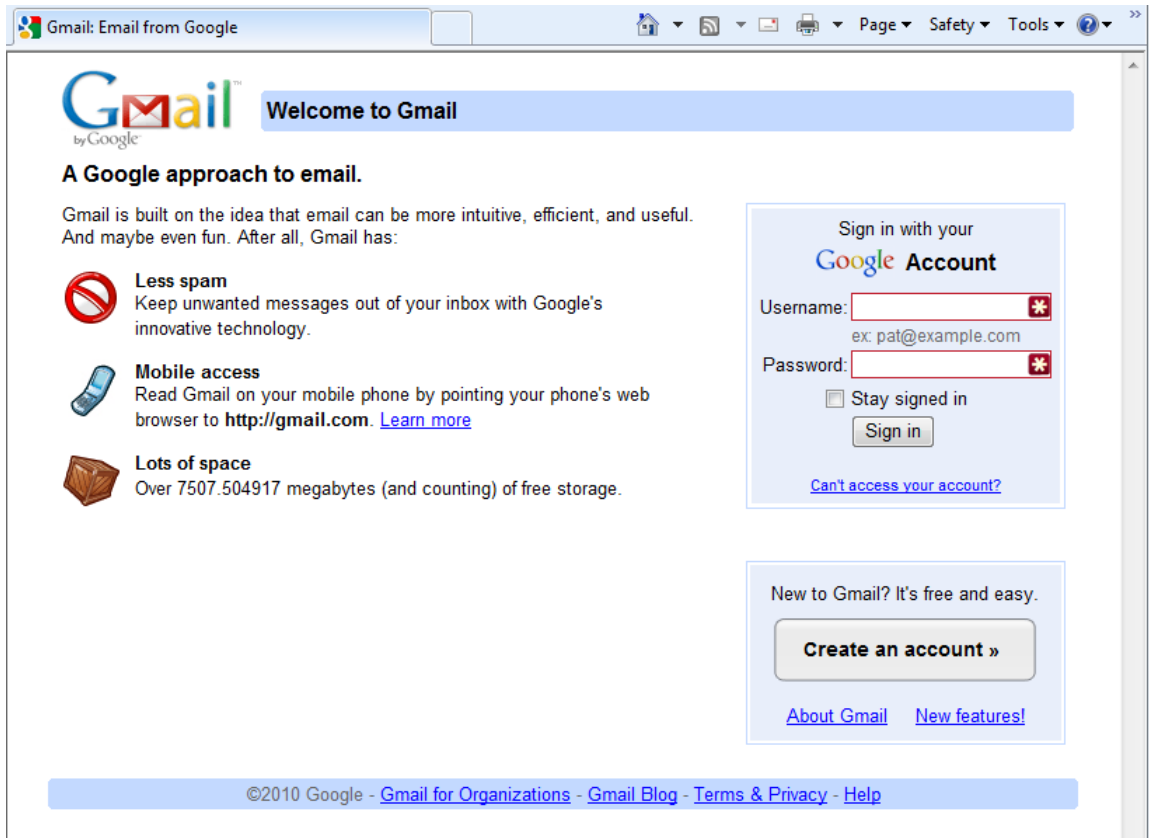 Gmail: Email from Google
Page Safety Tools
Gmail™
by Google™
Welcome to Gmail
A Google approach to email.
Gmail is built on the idea that email can be more intuitive, efficient, and useful.
And maybe even fun. After all, Gmail has:
Less spam
Keep unwanted messages out of your inbox with Google's
innovative technology.
Mobile access
Read Gmail on your mobile phone by pointing your phone's web
browser to http://gmail.com. Learn more
Lots of space
Over 7507.504917 megabytes (and counting) of free storage.
Sign in with your
Google Account
Username:
ex: pat@example.com
Password:
Stay signed in
Sign in
Can't access your account?
New to Gmail? It's free and easy.
Create an account »
About Gmail New features!
©2010 Google - Gmail for Organizations - Gmail Blog - Terms & Privacy - Help